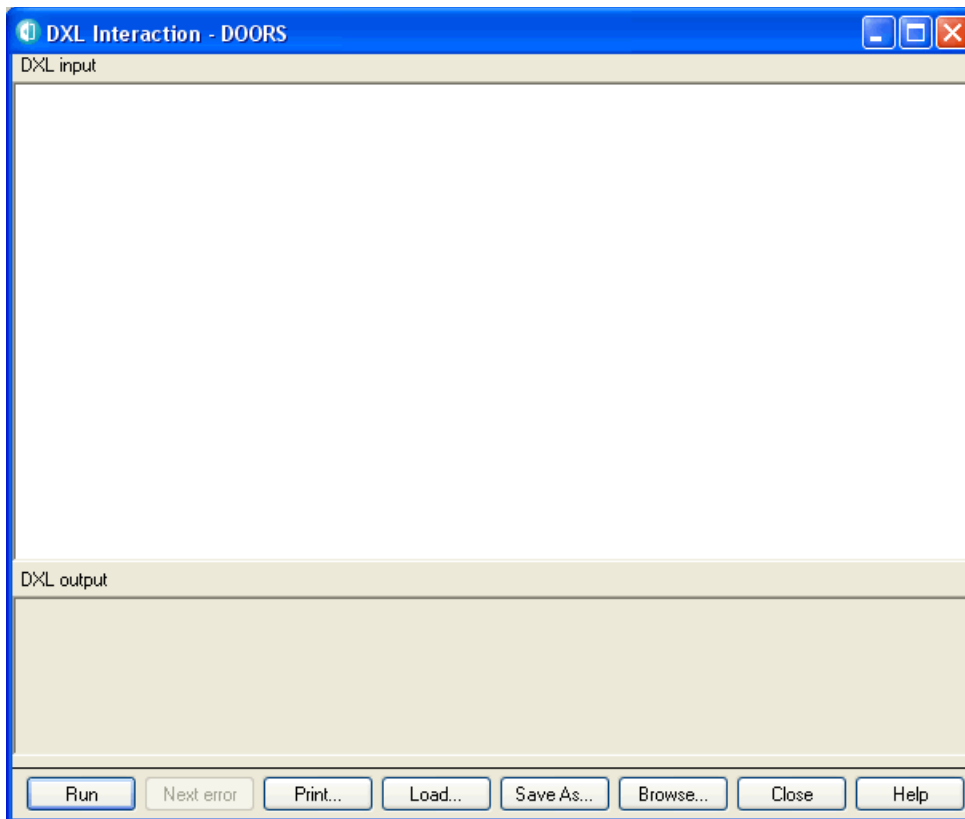 DXL Interaction - DOORS
DXL input
DXL output
Run Next error Print... Load... Save As... Browse... Close Help